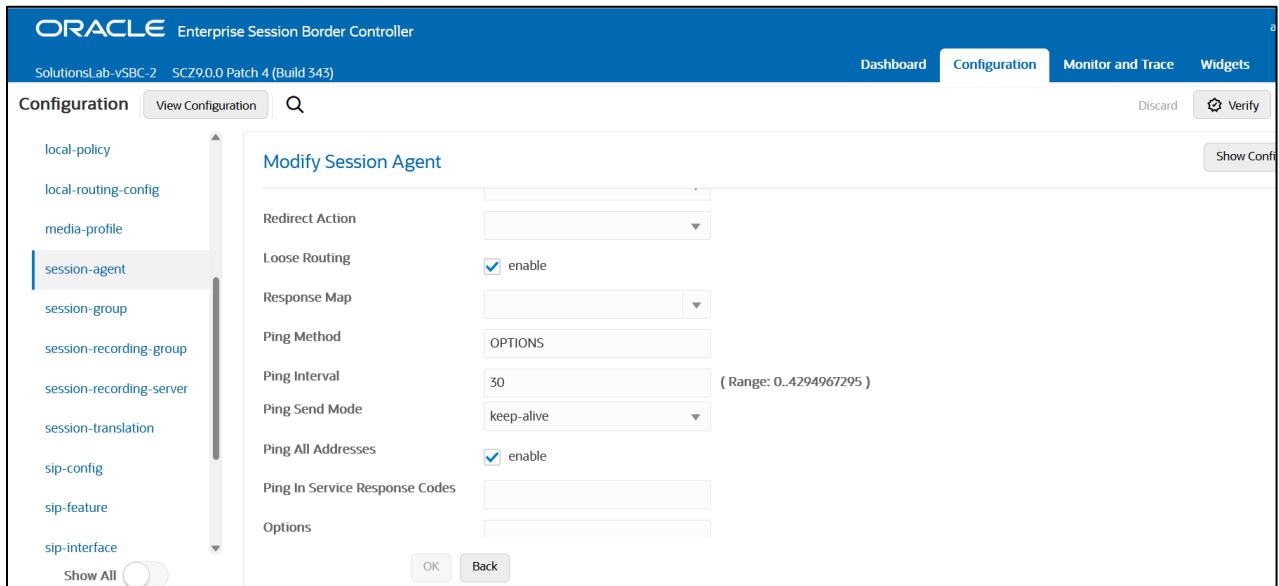 ORACLE Enterprise Session Border Controller
SolutionsLab-vSBC-2 SCZ9.0.0 Patch 4 (Build 343)
Dashboard Configuration Monitor and Trace Widgets
Configuration View Configuration Discard Verify
local-policy
local-routing-config
media-profile
session-agent
session-group
session-recording-group
session-recording-server
session-translation
sip-config
sip-feature
sip-interface
Show All
Modify Session Agent
Show Confi
Redirect Action
Loose Routing enable
Response Map
Ping Method OPTIONS
Ping Interval 30 ( Range: 0..4294967295 )
Ping Send Mode keep-alive
Ping All Addresses enable
Ping In Service Response Codes
Options
OK Back